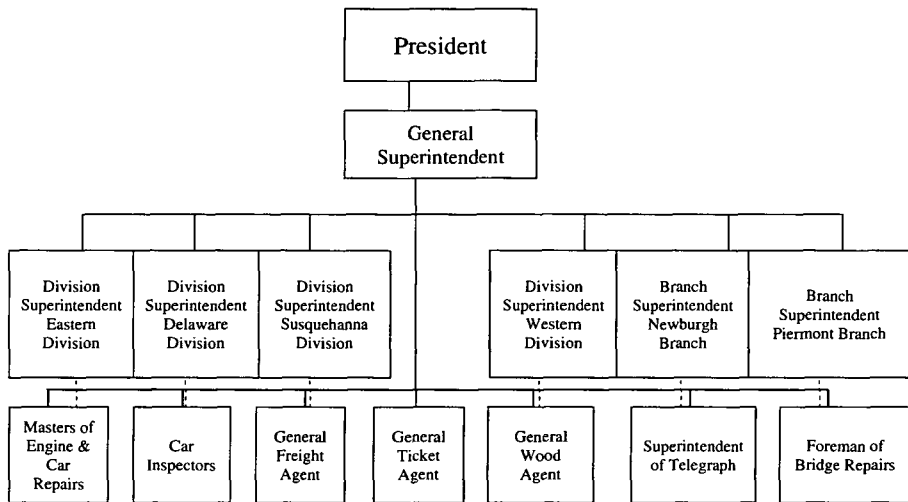 President
General
Superintendent
Division
Superintendent
Eastern
Division
Division
Superintendent
Delaware
Division
Division
Superintendent
Susquehanna
Division
Division
Superintendent
Western
Division
Branch
Superintendent
Newburgh
Branch
Branch
Superintendent
Piermont Branch
Masters of
Engine &
Car
Repairs
Car
Inspectors
General
Freight
Agent
General
Ticket
Agent
General
Wood
Agent
Superintendent
of Telegraph
Foreman of
Bridge Repairs